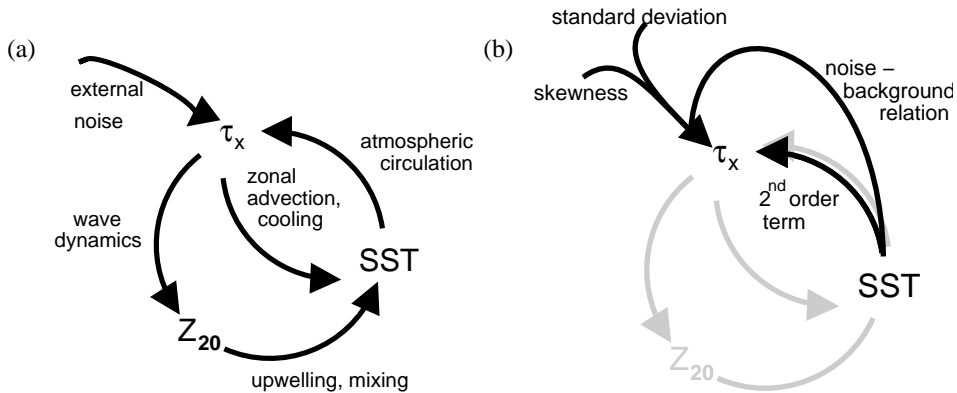 (a)
external
noise
τx
atmospheric
circulation
zonal
advection,
cooling
wave
dynamics
SST
Z20
upwelling, mixing
(b)
standard deviation
skewness
noise –
background
relation
τx
2nd order
term
SST
Z20